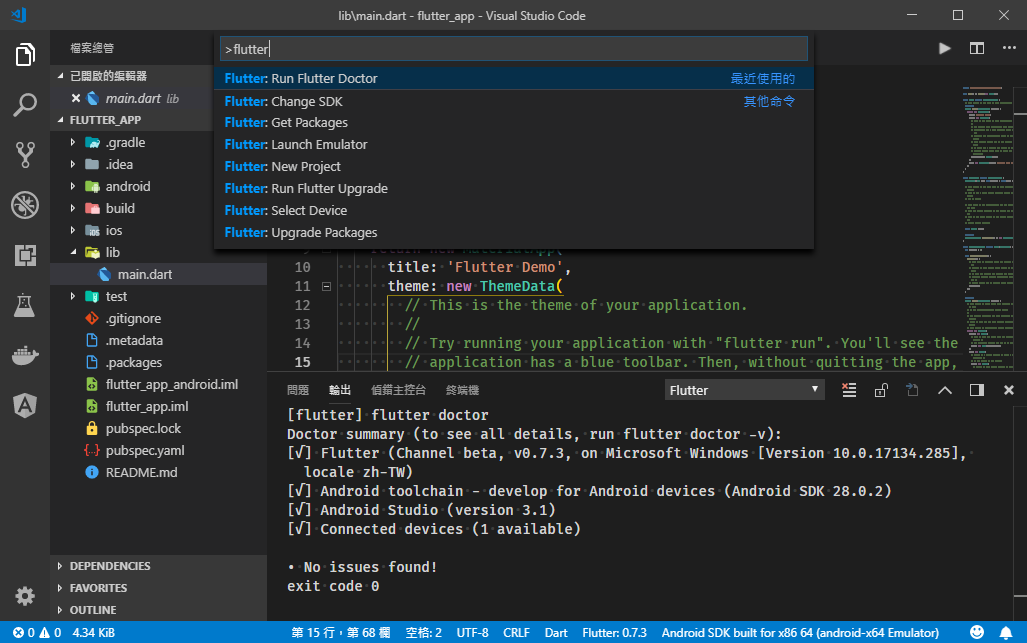 lib\main.dart - flutter_app - Visual Studio Code
檔案總管
已開啟的編輯器
main.dart lib
FLUTTER_APP
.gradle
.idea
android
build
ios
lib
main.dart
test
.gitignore
.metadata
.packages
flutter_app_android.iml
flutter_app.iml
pubspec.lock
pubspec.yaml
README.md
DEPENDENCIES
FAVORITES
OUTLINE
>flutter
Flutter: Run Flutter Doctor 最近使用的
Flutter: Change SDK 其他命令
Flutter: Get Packages
Flutter: Launch Emulator
Flutter: New Project
Flutter: Run Flutter Upgrade
Flutter: Select Device
Flutter: Upgrade Packages
9 return new MaterialApp(
10 title: 'Flutter Demo',
11 theme: new ThemeData(
12 // This is the theme of your application.
13 //
14 // Try running your application with "flutter run". You'll see the
15 // application has a blue toolbar. Then, without quitting the app,
問題 輸出 偵錯主控台 終端機 Flutter
[flutter] flutter doctor
Doctor summary (to see all details, run flutter doctor -v):
[√] Flutter (Channel beta, v0.7.3, on Microsoft Windows [Version 10.0.17134.285],
locale zh-TW)
[√] Android toolchain - develop for Android devices (Android SDK 28.0.2)
[√] Android Studio (version 3.1)
[√] Connected devices (1 available)
• No issues found!
exit code 0
0 0 4.34 KiB 第 15 行，第 68 欄 空格: 2 UTF-8 CRLF Dart Flutter: 0.7.3 Android SDK built for x86 64 (android-x64 Emulator)